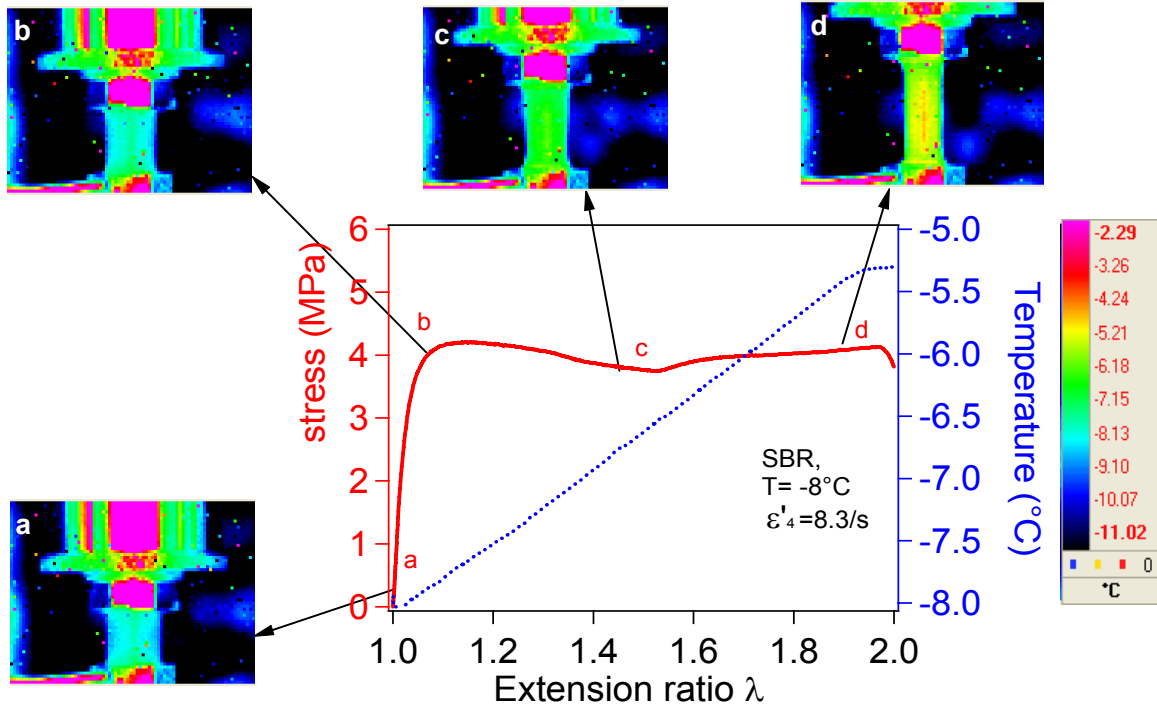 b
c
d
6
5
4
3
2
1
0
stress (MPa)
b
c
d
a
SBR,
T= -8°C
ε'4=8.3/s
-5.0
-5.5
-6.0
-6.5
-7.0
-7.5
-8.0
Temperature (°C)
1.0 1.2 1.4 1.6 1.8 2.0
Extension ratio λ
-2.29
-3.26
-4.24
-5.21
-6.18
-7.15
-8.13
-9.10
-10.07
-11.02
0
°C
a